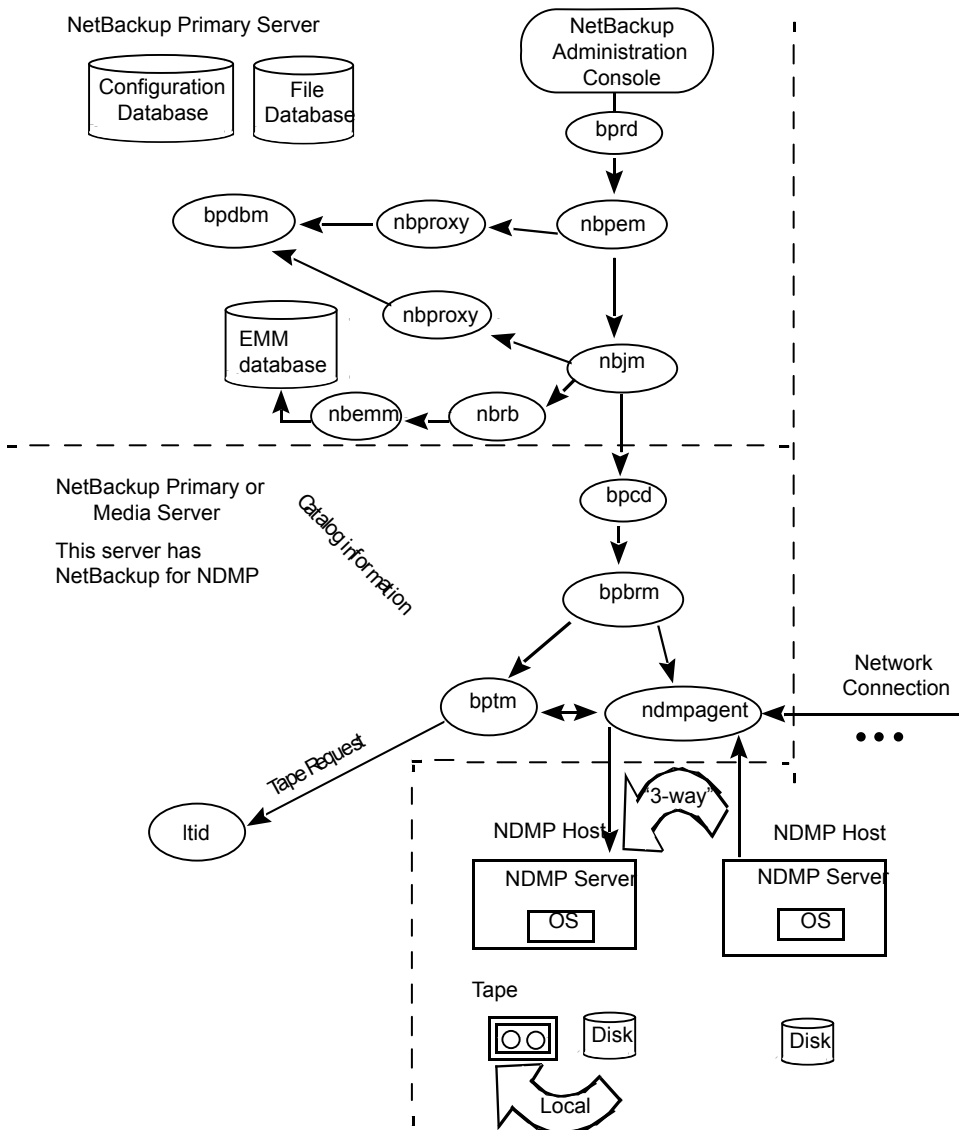 NetBackup Primary Server
NetBackup
Administration
Console
Configuration
Database
File
Database
bprd
bpdbm
nbproxy
nbpem
nbproxy
EMM
database
nbjm
nbemm
nbrb
NetBackup Primary or
Media Server
This server has
NetBackup for NDMP
Catalog information
bpcd
bpbrm
Network
Connection
bptm
ndmpagent
•••
Tape Request
"3-way"
ltid
NDMP Host
NDMP Host
NDMP Server
NDMP Server
OS
OS
Tape
Disk
Disk
Local